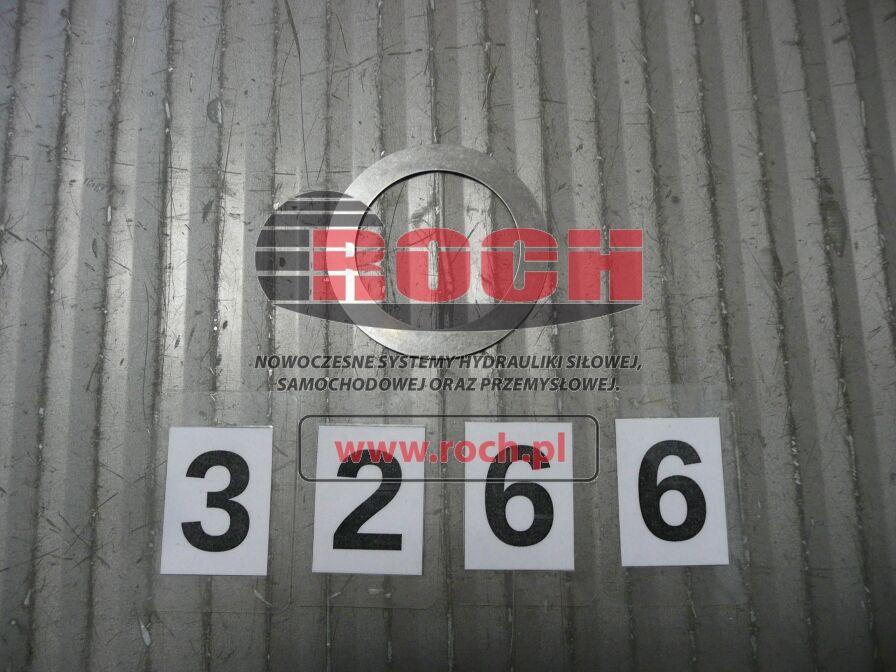 ROCH
NOWOCZESNE SYSTEMY HYDRAULIKI SIŁOWEJ,
SAMOCHODOWEJ ORAZ PRZEMYSŁOWEJ.
www.roch.pl
3 2 6 6